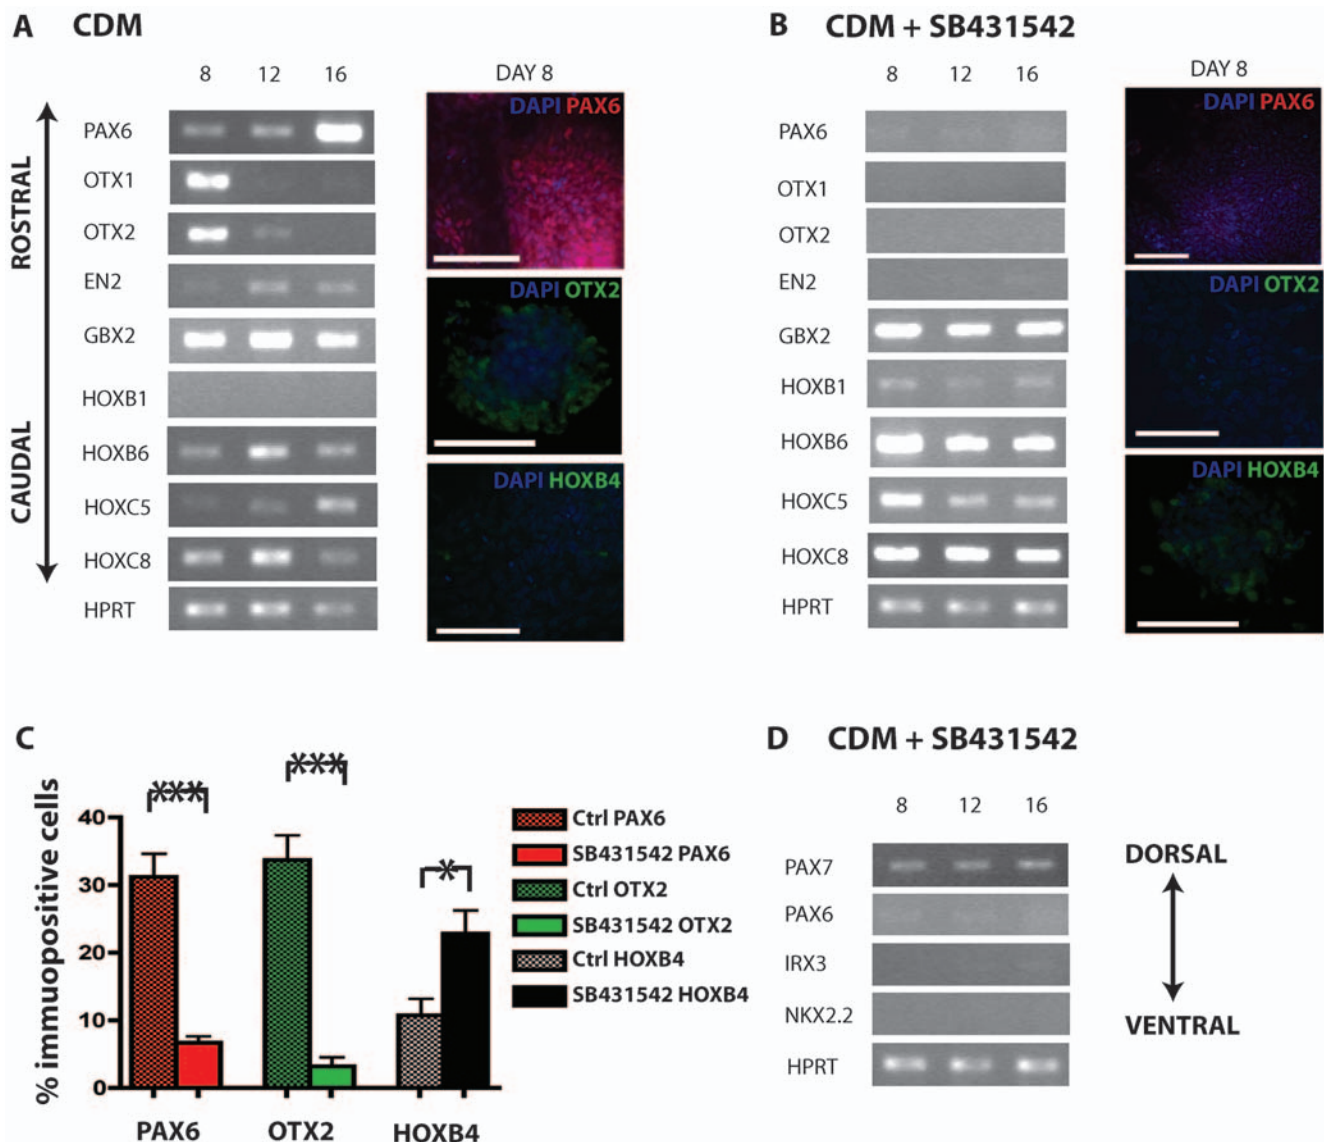 A CDM
8 12 16
DAY 8
ROSTRAL
CAUDAL
PAX6
OTX1
OTX2
EN2
GBX2
HOXB1
HOXB6
HOXC5
HOXC8
HPRT
DAPI PAX6
DAPI OTX2
DAPI HOXB4
B CDM + SB431542
8 12 16
DAY 8
PAX6
OTX1
OTX2
EN2
GBX2
HOXB1
HOXB6
HOXC5
HOXC8
HPRT
DAPI PAX6
DAPI OTX2
DAPI HOXB4
C
% immuopositive cells
40
30
20
10
0
***
***
*
PAX6 OTX2 HOXB4
Ctrl PAX6
SB431542 PAX6
Ctrl OTX2
SB431542 OTX2
Ctrl HOXB4
SB431542 HOXB4
D CDM + SB431542
8 12 16
PAX7
PAX6
IRX3
NKX2.2
HPRT
DORSAL
VENTRAL